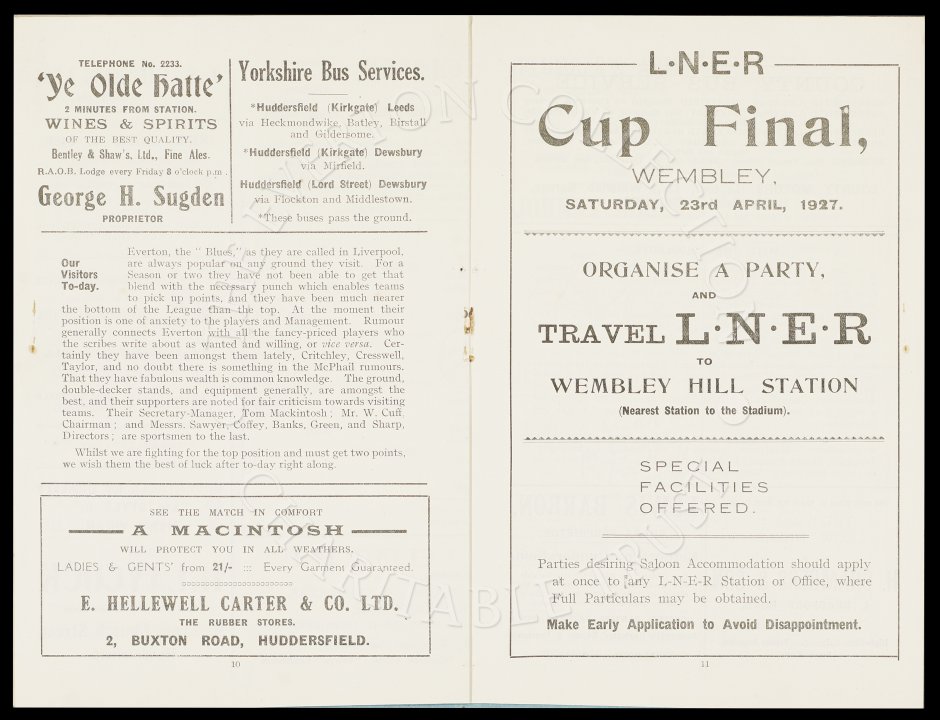 TELEPHONE No. 2233.
'Ye Olde Hatte'
2 MINUTES FROM STATION.
WINES & SPIRITS
OF THE BEST QUALITY.
Bentley & Shaw's, Ltd., Fine Ales.
R.A.O.B. Lodge every Friday 8 o'clock p.m.
George H. Sugden
PROPRIETOR
Yorkshire Bus Services.
*Huddersfield (Kirkgate) Leeds
via Heckmondwike, Batley, Birstall
and Gildersome.
*Huddersfield (Kirkgate) Dewsbury
via Mirfield.
Huddersfield (Lord Street) Dewsbury
via Flockton and Middlestown.
*These buses pass the ground.
Our
Visitors
To-day.
Everton, the "Blues," as they are called in Liverpool,
are always popular on any ground they visit. For a
Season or two they have not been able to get that
blend with the necessary punch which enables teams
to pick up points, and they have been much nearer
the bottom of the League than the top. At the moment their
position is one of anxiety to the players and Management. Rumour
generally connects Everton with all the fancy-priced players who
the scribes write about as wanted and willing, or vice versa. Cer-
tainly they have been amongst them lately, Critchley, Cresswell,
Taylor, and no doubt there is something in the McPhail rumours.
That they have fabulous wealth is common knowledge. The ground,
double-decker stands, and equipment generally, are amongst the
best, and their supporters are noted for fair criticism towards visiting
teams. Their Secretary-Manager, Tom Mackintosh; Mr. W. Cuff,
Chairman; and Messrs. Sawyer, Coffey, Banks, Green, and Sharp,
Directors; are sportsmen to the last.
Whilst we are fighting for the top position and must get two points,
we wish them the best of luck after to-day right along.
SEE THE MATCH IN COMFORT
A MACINTOSH
WILL PROTECT YOU IN ALL WEATHERS.
LADIES & GENTS' from 21/- ::: Every Garment Guaranteed.
E. HELLEWELL CARTER & CO. LTD.
THE RUBBER STORES.
2, BUXTON ROAD, HUDDERSFIELD.
10
L·N·E·R
Cup Final,
WEMBLEY,
SATURDAY, 23rd APRIL, 1927.
ORGANISE A PARTY,
AND
TRAVEL L·N·E·R
TO
WEMBLEY HILL STATION
(Nearest Station to the Stadium).
SPECIAL
FACILITIES
OFFERED.
Parties desiring Saloon Accommodation should apply
at once to any L-N-E-R Station or Office, where
Full Particulars may be obtained.
Make Early Application to Avoid Disappointment.
11
EVERTON COLLECTION
CHARITABLE TRUST